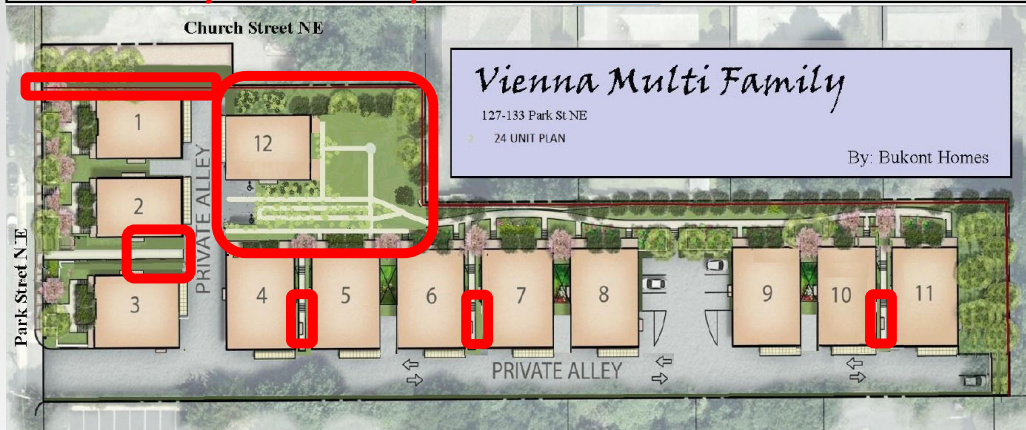 Church Street NE
Vienna Multi Family
127-133 Park St NE
24 UNIT PLAN
By: Bukont Homes
1
12
2
PRIVATE ALLEY
Park Street NE
3
4
5
6
7
8
9
10
11
PRIVATE ALLEY